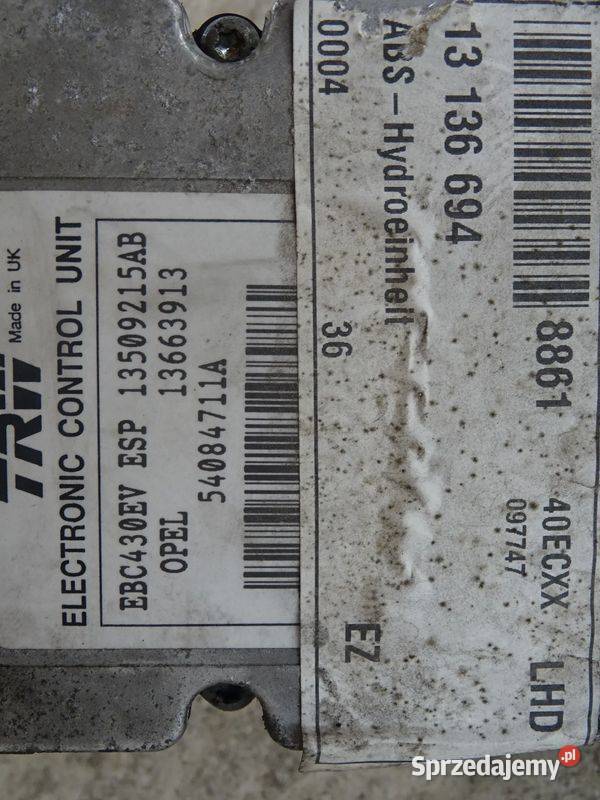 13 136 694
8861
LHD
40ECXX
097747
ABS-Hydroeinheit
0004
36
EZ
TRW
Made in UK
ELECTRONIC CONTROL UNIT
EBC430EV ESP 13509215AB
OPEL 13663913
54084711A
Sprzedajemy.pl